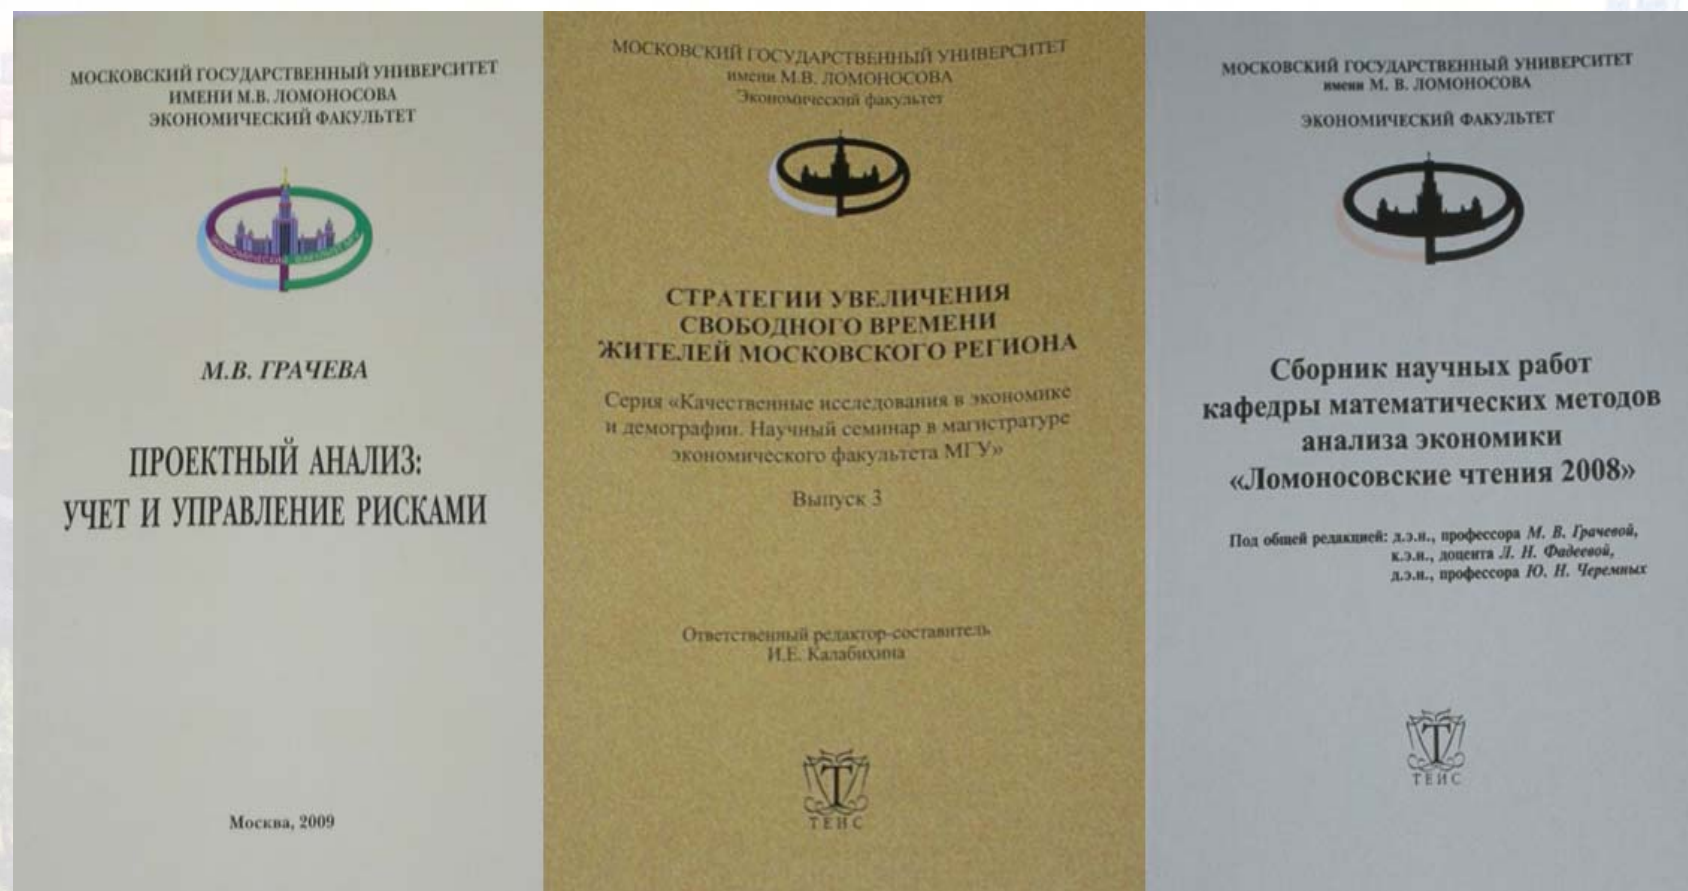 МОСКОВСКИЙ ГОСУДАРСТВЕННЫЙ УНИВЕРСИТЕТ
ИМЕНИ М.В. ЛОМОНОСОВА
ЭКОНОМИЧЕСКИЙ ФАКУЛЬТЕТ
ЭКОНОМИЧЕСКИЙ ФАКУЛЬТЕТ МГУ
М.В. ГРАЧЕВА
ПРОЕКТНЫЙ АНАЛИЗ:
УЧЕТ И УПРАВЛЕНИЕ РИСКАМИ
Москва, 2009
МОСКОВСКИЙ ГОСУДАРСТВЕННЫЙ УНИВЕРСИТЕТ
имени М.В. ЛОМОНОСОВА
Экономический факультет
СТРАТЕГИИ УВЕЛИЧЕНИЯ
СВОБОДНОГО ВРЕМЕНИ
ЖИТЕЛЕЙ МОСКОВСКОГО РЕГИОНА
Серия «Качественные исследования в экономике
и демографии. Научный семинар в магистратуре
экономического факультета МГУ»
Выпуск 3
Ответственный редактор-составитель
И.Е. Калабихина
Т
ТЕИС
МОСКОВСКИЙ ГОСУДАРСТВЕННЫЙ УНИВЕРСИТЕТ
имени М. В. ЛОМОНОСОВА
ЭКОНОМИЧЕСКИЙ ФАКУЛЬТЕТ
Сборник научных работ
кафедры математических методов
анализа экономики
«Ломоносовские чтения 2008»
Под общей редакцией: д.э.н., профессора М. В. Грачевой,
к.э.н., доцента Л. Н. Фадеевой,
д.э.н., профессора Ю. Н. Черемных
Т
ТЕИС